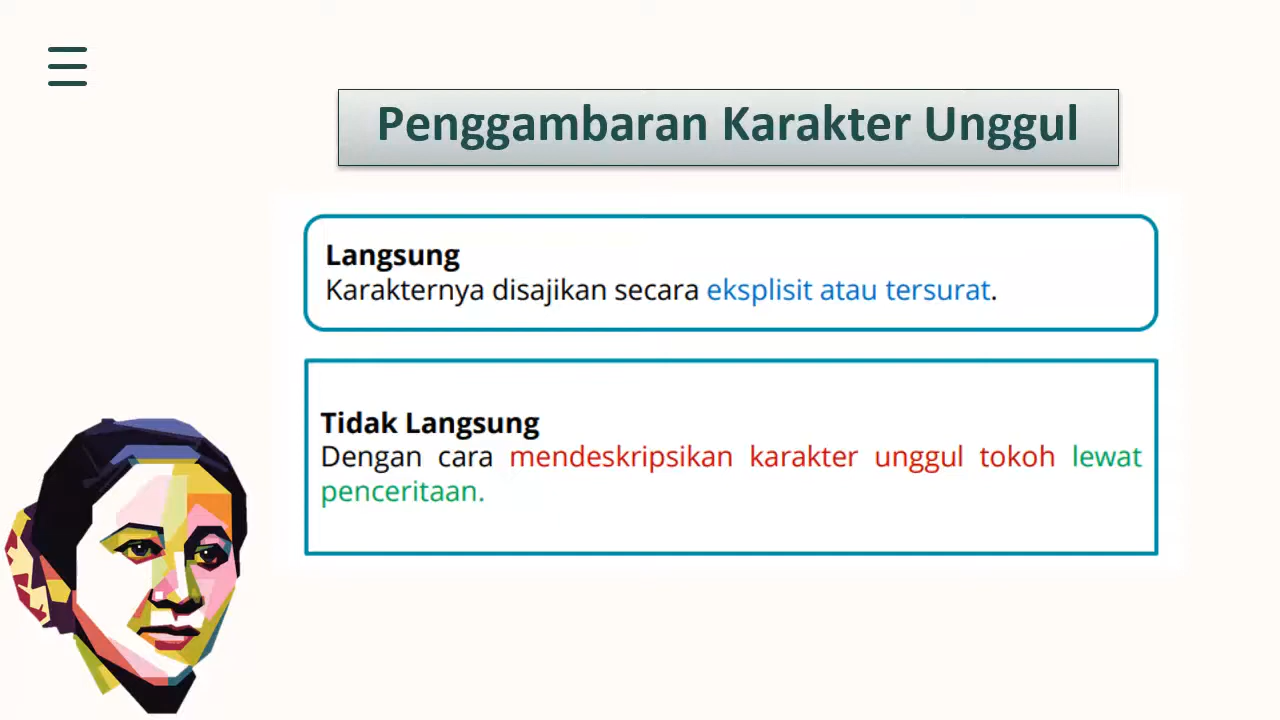 Penggambaran Karakter Unggul
Langsung
Karakternya disajikan secara eksplisit atau tersurat.
Tidak Langsung
Dengan cara mendeskripsikan karakter unggul tokoh lewat
penceritaan.